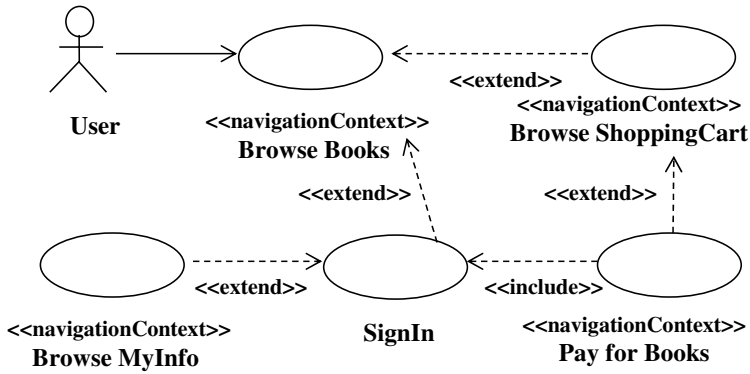 <<extend>>
User
<<navigationContext>>
Browse Books
<<navigationContext>>
Browse ShoppingCart
<<extend>>
<<extend>>
<<extend>>
<<include>>
<<navigationContext>>
Browse MyInfo
SignIn
<<navigationContext>>
Pay for Books